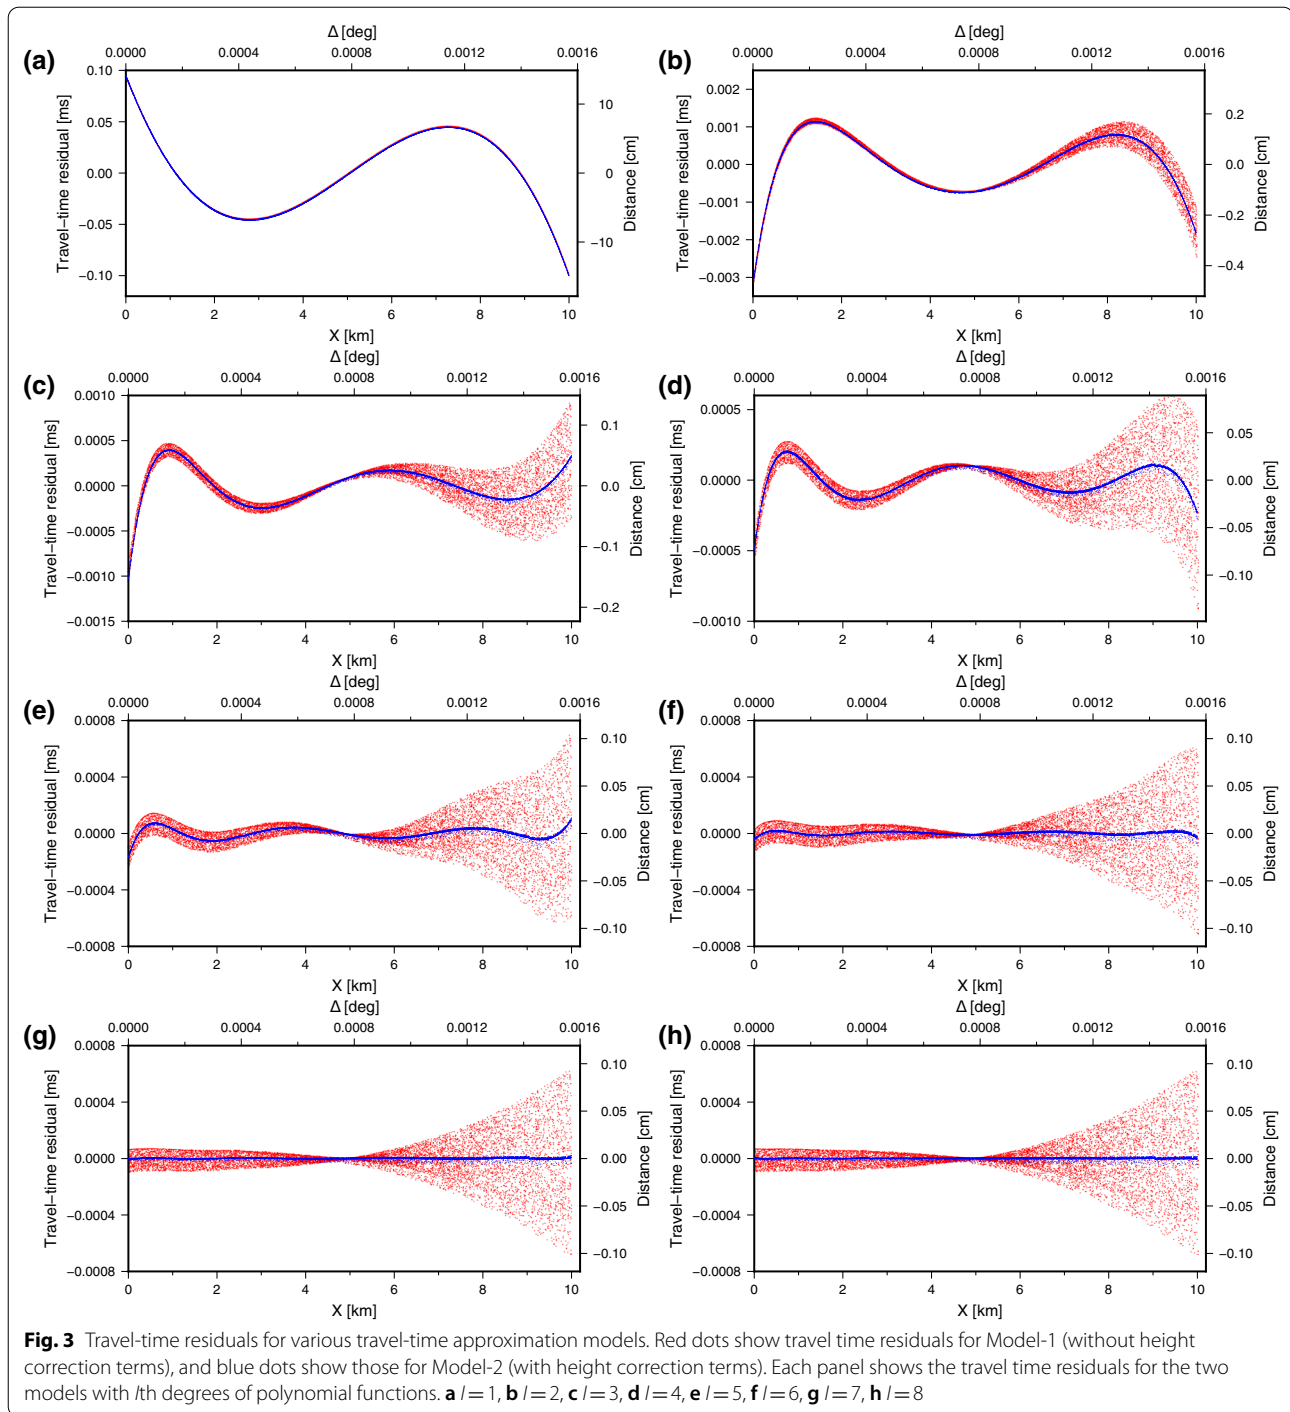 Δ [deg]
0.0000 0.0004 0.0008 0.0012 0.0016
(a)
0.10
0.05
0.00
−0.05
−0.10
Travel−time residual [ms]
10
0
−10
Distance [cm]
0 2 4 6 8 10
X [km]
Δ [deg]
0.0000 0.0004 0.0008 0.0012 0.0016
(b)
0.002
0.001
0.000
−0.001
−0.002
−0.003
Travel−time residual [ms]
0.2
0.0
−0.2
−0.4
Distance [cm]
0 2 4 6 8 10
X [km]
Δ [deg]
0.0000 0.0004 0.0008 0.0012 0.0016
(c)
0.0010
0.0005
0.0000
−0.0005
−0.0010
−0.0015
Travel−time residual [ms]
0.1
0.0
−0.1
−0.2
Distance [cm]
0 2 4 6 8 10
X [km]
Δ [deg]
0.0000 0.0004 0.0008 0.0012 0.0016
(d)
0.0005
0.0000
−0.0005
−0.0010
Travel−time residual [ms]
0.05
0.00
−0.05
−0.10
Distance [cm]
0 2 4 6 8 10
X [km]
Δ [deg]
0.0000 0.0004 0.0008 0.0012 0.0016
(e)
0.0008
0.0004
0.0000
−0.0004
−0.0008
Travel−time residual [ms]
0.10
0.05
0.00
−0.05
−0.10
Distance [cm]
0 2 4 6 8 10
X [km]
Δ [deg]
0.0000 0.0004 0.0008 0.0012 0.0016
(f)
0.0008
0.0004
0.0000
−0.0004
−0.0008
Travel−time residual [ms]
0.10
0.05
0.00
−0.05
−0.10
Distance [cm]
0 2 4 6 8 10
X [km]
Δ [deg]
0.0000 0.0004 0.0008 0.0012 0.0016
(g)
0.0008
0.0004
0.0000
−0.0004
−0.0008
Travel−time residual [ms]
0.10
0.05
0.00
−0.05
−0.10
Distance [cm]
0 2 4 6 8 10
X [km]
Δ [deg]
0.0000 0.0004 0.0008 0.0012 0.0016
(h)
0.0008
0.0004
0.0000
−0.0004
−0.0008
Travel−time residual [ms]
0.10
0.05
0.00
−0.05
−0.10
Distance [cm]
0 2 4 6 8 10
X [km]
Fig. 3 Travel-time residuals for various travel-time approximation models. Red dots show travel time residuals for Model-1 (without height
correction terms), and blue dots show those for Model-2 (with height correction terms). Each panel shows the travel time residuals for the two
models with lth degrees of polynomial functions. a l = 1, b l = 2, c l = 3, d l = 4, e l = 5, f l = 6, g l = 7, h l = 8